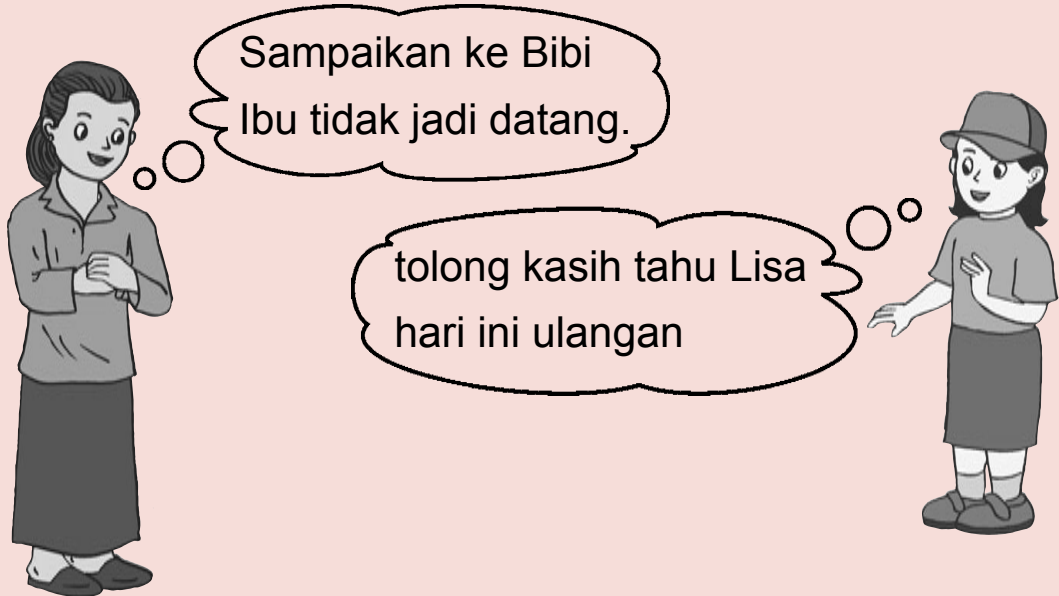 Sampaikan ke Bibi
Ibu tidak jadi datang.
tolong kasih tahu Lisa
hari ini ulangan